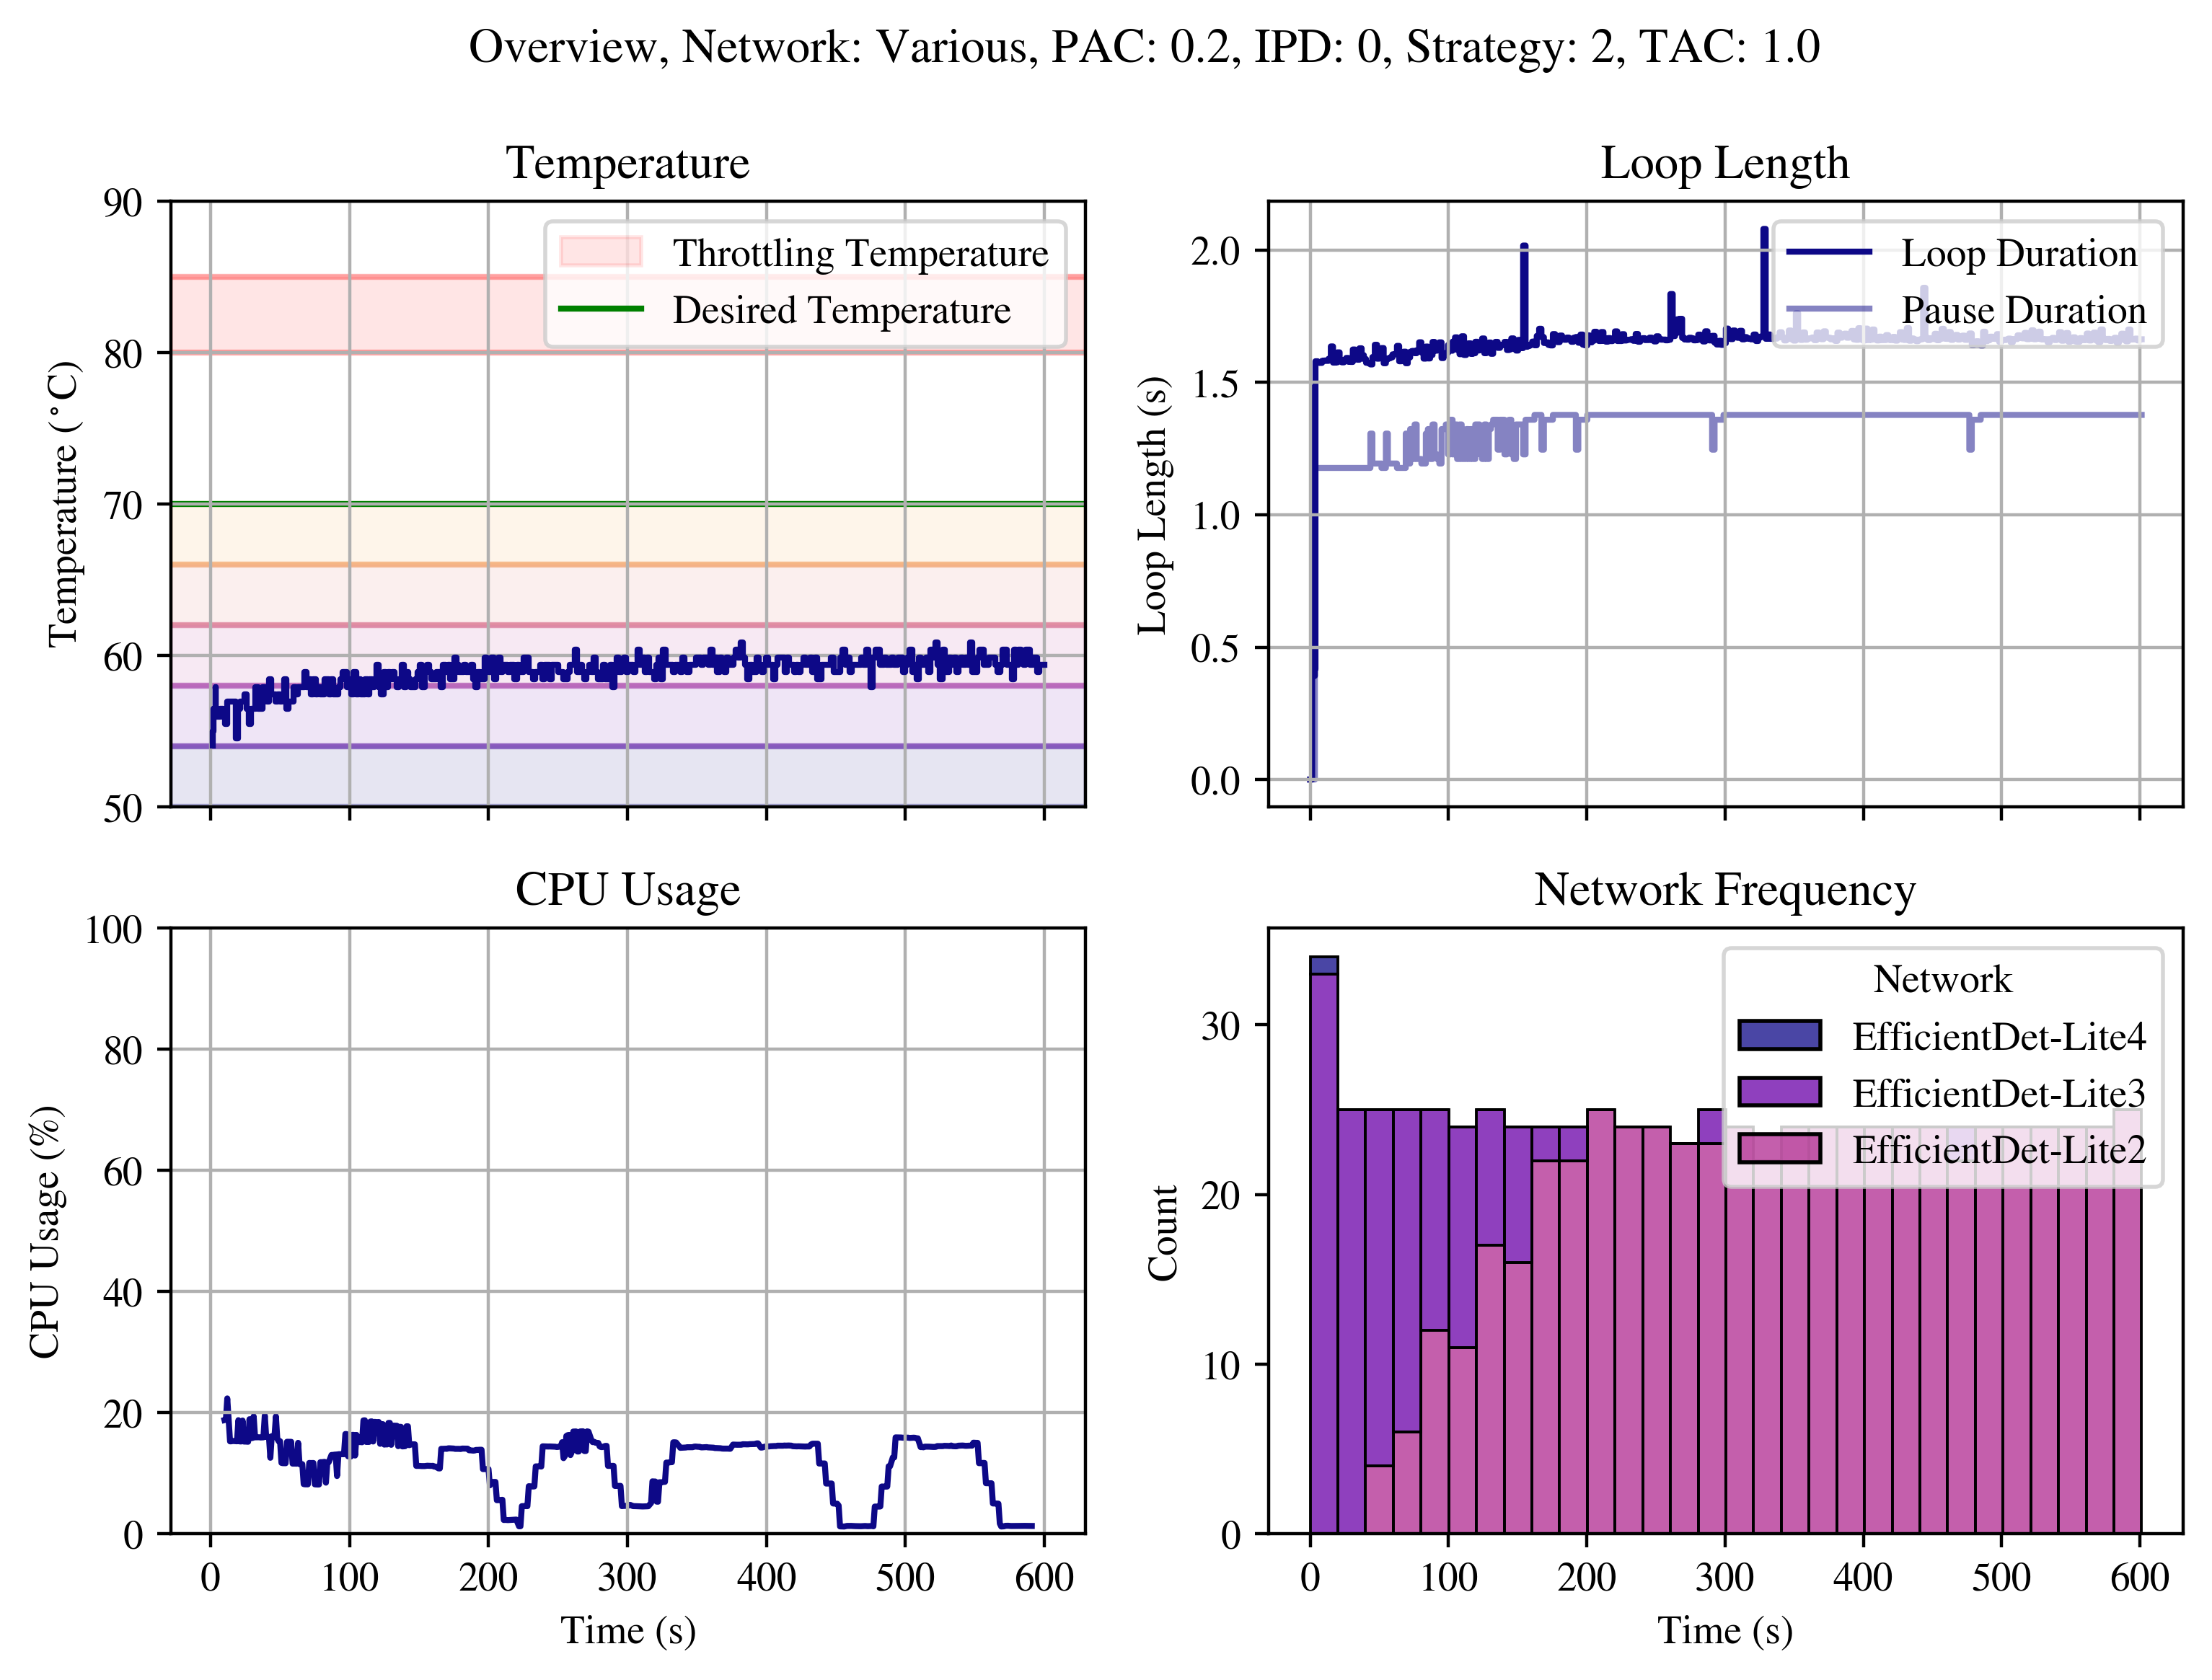 Overview, Network: Various, PAC: 0.2, IPD: 0, Strategy: 2, TAC: 1.0
Temperature
90
80
70
60
50
Temperature (°C)
Throttling Temperature
Desired Temperature
Loop Length
2.0
1.5
1.0
0.5
0.0
Loop Length (s)
Loop Duration
Pause Duration
CPU Usage
100
80
60
40
20
0
CPU Usage (%)
0 100 200 300 400 500 600
Time (s)
Network Frequency
30
20
10
0
Count
Network
EfficientDet-Lite4
EfficientDet-Lite3
EfficientDet-Lite2
0 100 200 300 400 500 600
Time (s)